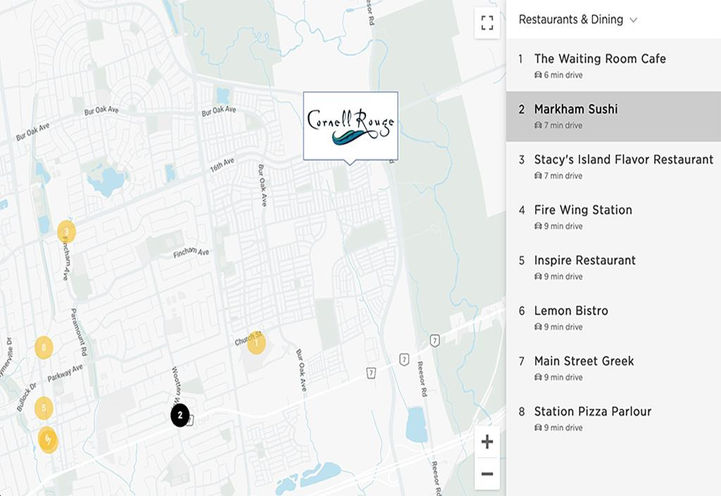 Restaurants & Dining
1 The Waiting Room Cafe
6 min drive
2 Markham Sushi
7 min drive
3 Stacy's Island Flavor Restaurant
7 min drive
4 Fire Wing Station
9 min drive
5 Inspire Restaurant
9 min drive
6 Lemon Bistro
9 min drive
7 Main Street Greek
9 min drive
8 Station Pizza Parlour
9 min drive
Cornell Rouge
Reesor Rd
Bur Oak Ave
Bur Oak Ave
Bur Oak Ave
16th Ave
Bur Oak Ave
3
Fincham Ave
Fincham Ave
Paramount Rd
Church St
1
7
7
7
6
Parkway Ave
Bullock Dr
Bur Oak Ave
Reesor Rd
5
2
Reesor Rd
+
−